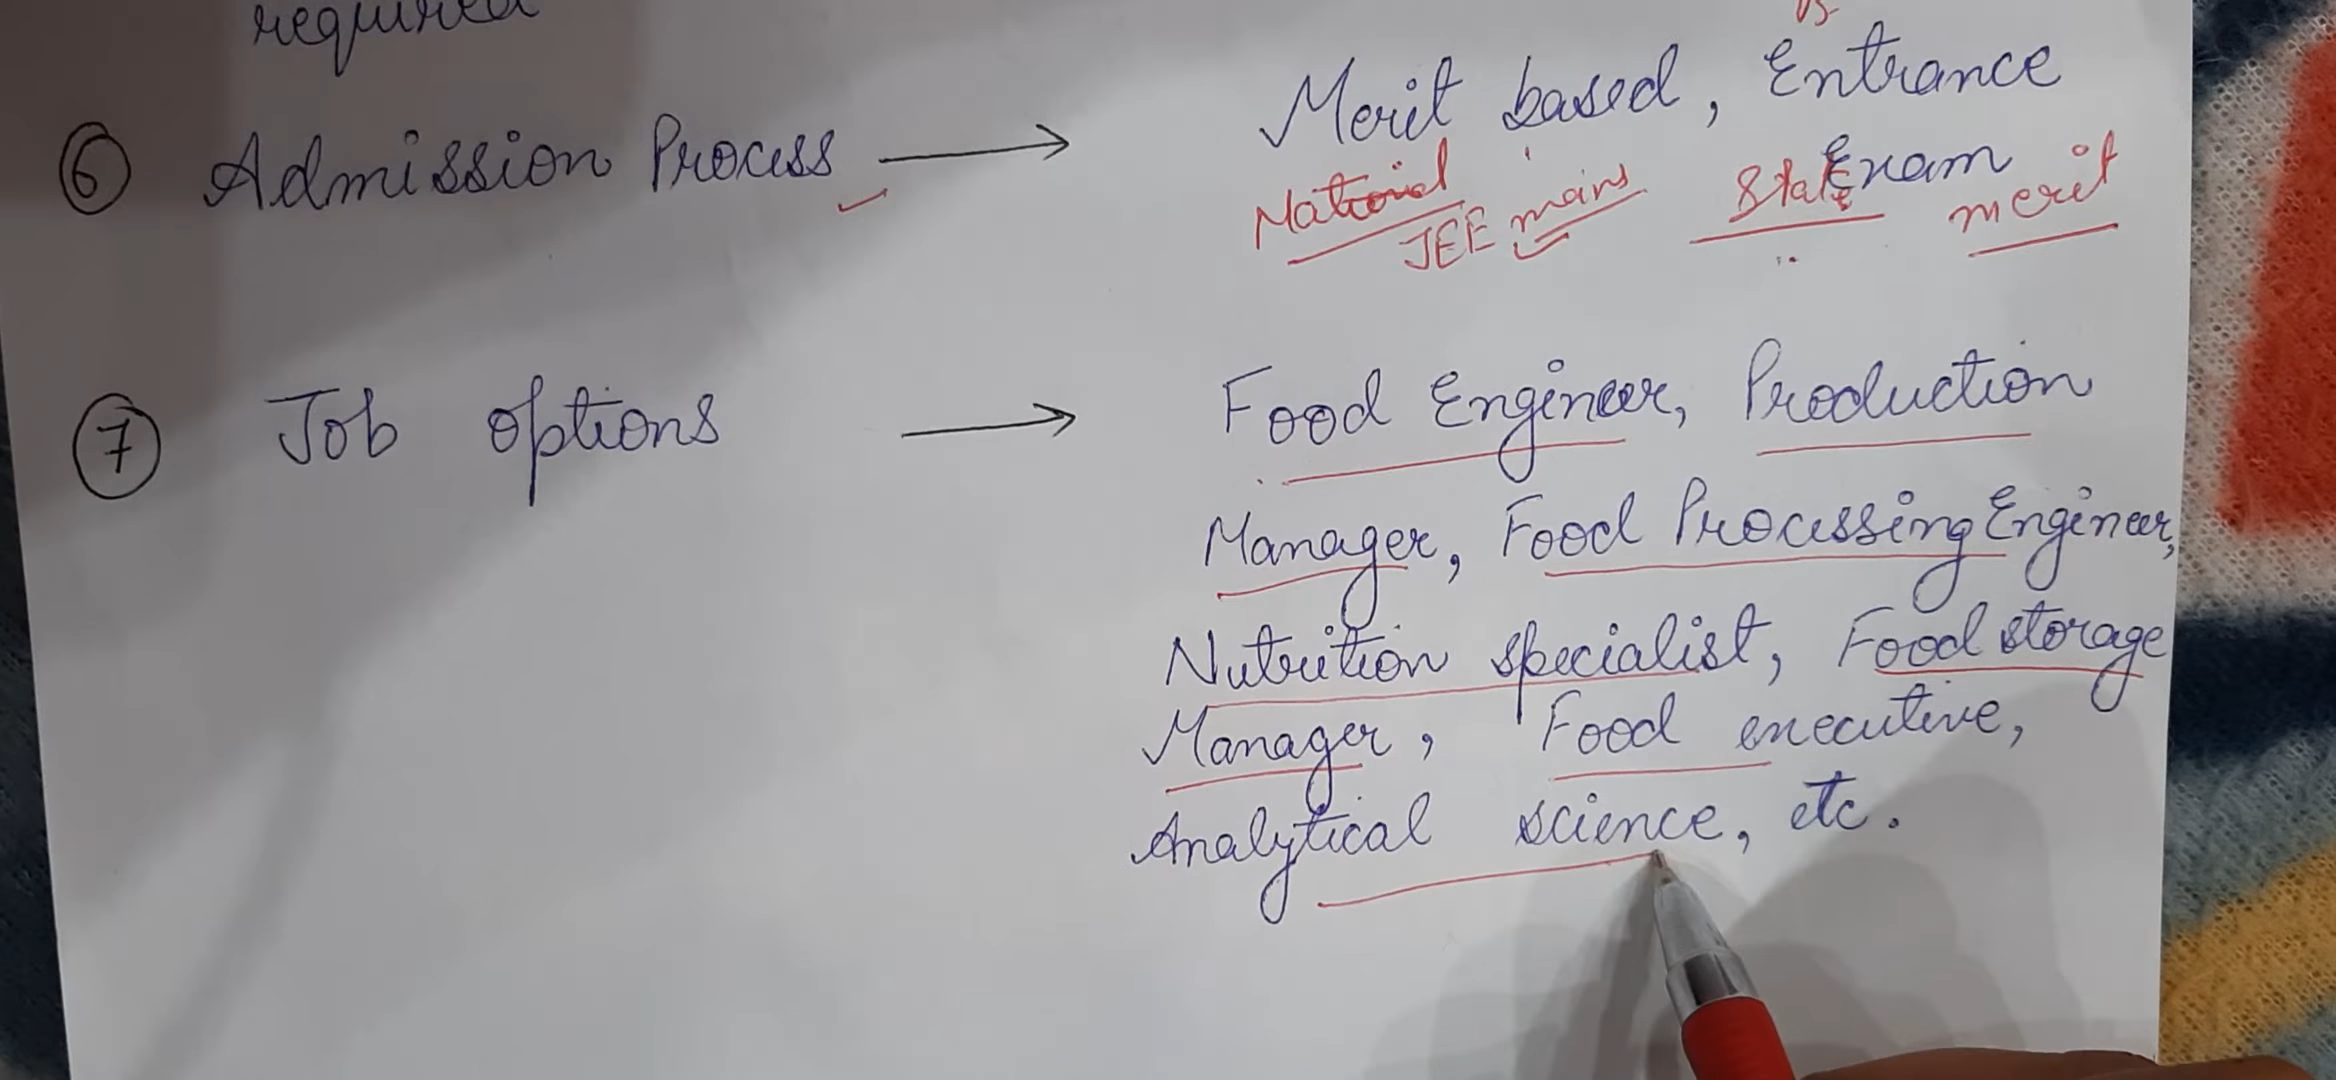 required
⑥ Admission Process → Merit based, Entrance
Exam
National JEE mains State merit
⑦ Job options → Food Engineer, Production
Manager, Food Processing Engineer,
Nutrition specialist, Food storage
Manager, Food executive,
Analytical science, etc.